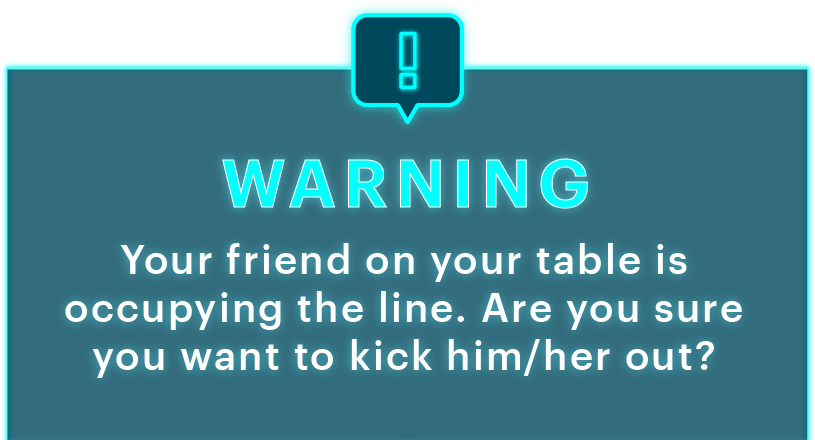 !
WARNING
Your friend on your table is
occupying the line. Are you sure
you want to kick him/her out?